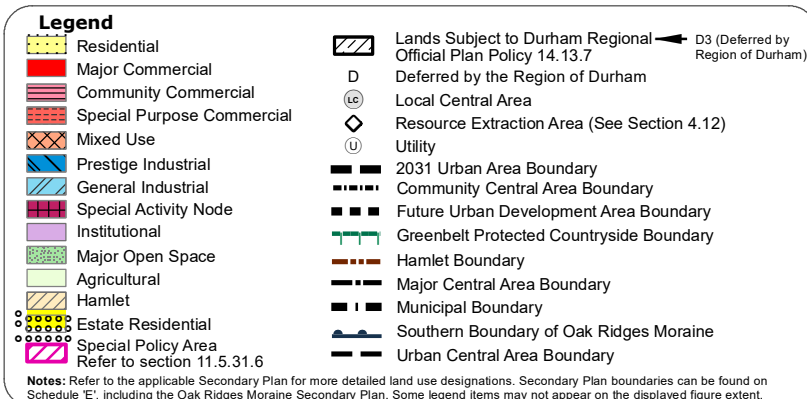 Legend
Residential
Major Commercial
Community Commercial
Special Purpose Commercial
Mixed Use
Prestige Industrial
General Industrial
Special Activity Node
Institutional
Major Open Space
Agricultural
Hamlet
Estate Residential
Special Policy Area
Refer to section 11.5.31.6
Lands Subject to Durham Regional
Official Plan Policy 14.13.7
D3 (Deferred by
Region of Durham)
D Deferred by the Region of Durham
LC Local Central Area
Resource Extraction Area (See Section 4.12)
U Utility
2031 Urban Area Boundary
Community Central Area Boundary
Future Urban Development Area Boundary
Greenbelt Protected Countryside Boundary
Hamlet Boundary
Major Central Area Boundary
Municipal Boundary
Southern Boundary of Oak Ridges Moraine
Urban Central Area Boundary
Notes: Refer to the applicable Secondary Plan for more detailed land use designations. Secondary Plan boundaries can be found on
Schedule 'E', including the Oak Ridges Moraine Secondary Plan. Some legend items may not appear on the displayed figure extent.